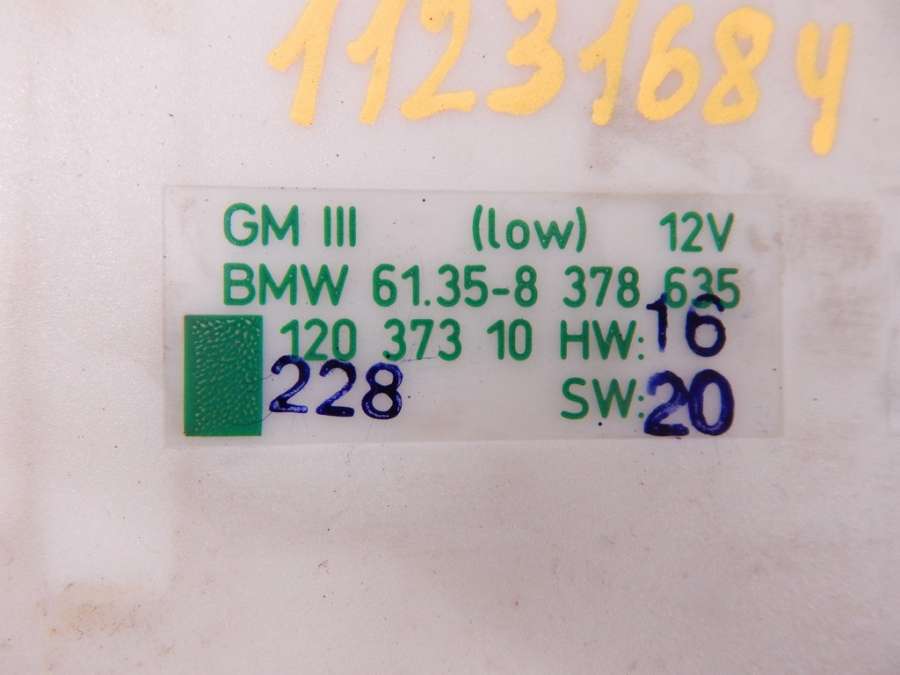 11231684
GM III (low) 12V
BMW 61.35-8 378 635
120 373 10 HW: 16
228 SW: 20